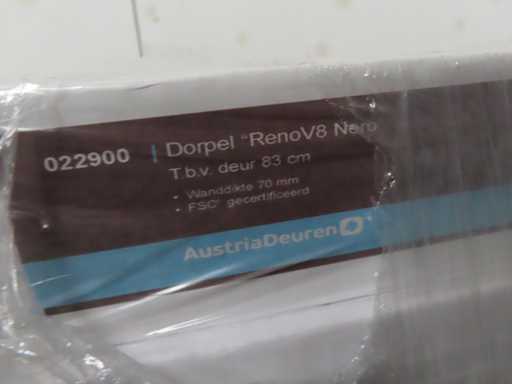 022900 | Dorpel "RenoV8 Nero
T.b.v. deur 83 cm
- Wanddikte 70 mm
- FSC® gecertificeerd
AustriaDeuren